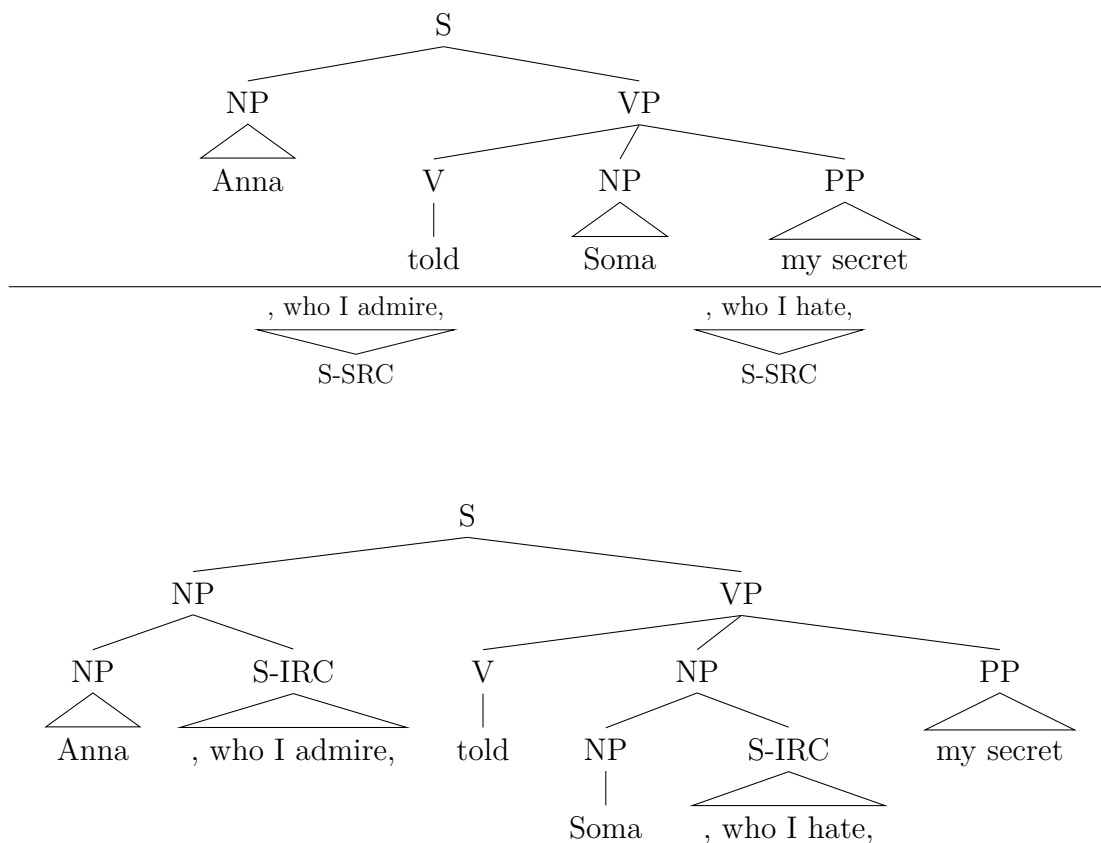 S
NP VP
Anna V NP PP
told Soma my secret
, who I admire, , who I hate,
S-SRC S-SRC
S
NP VP
NP S-IRC V NP PP
Anna , who I admire, told NP S-IRC my secret
Soma , who I hate,